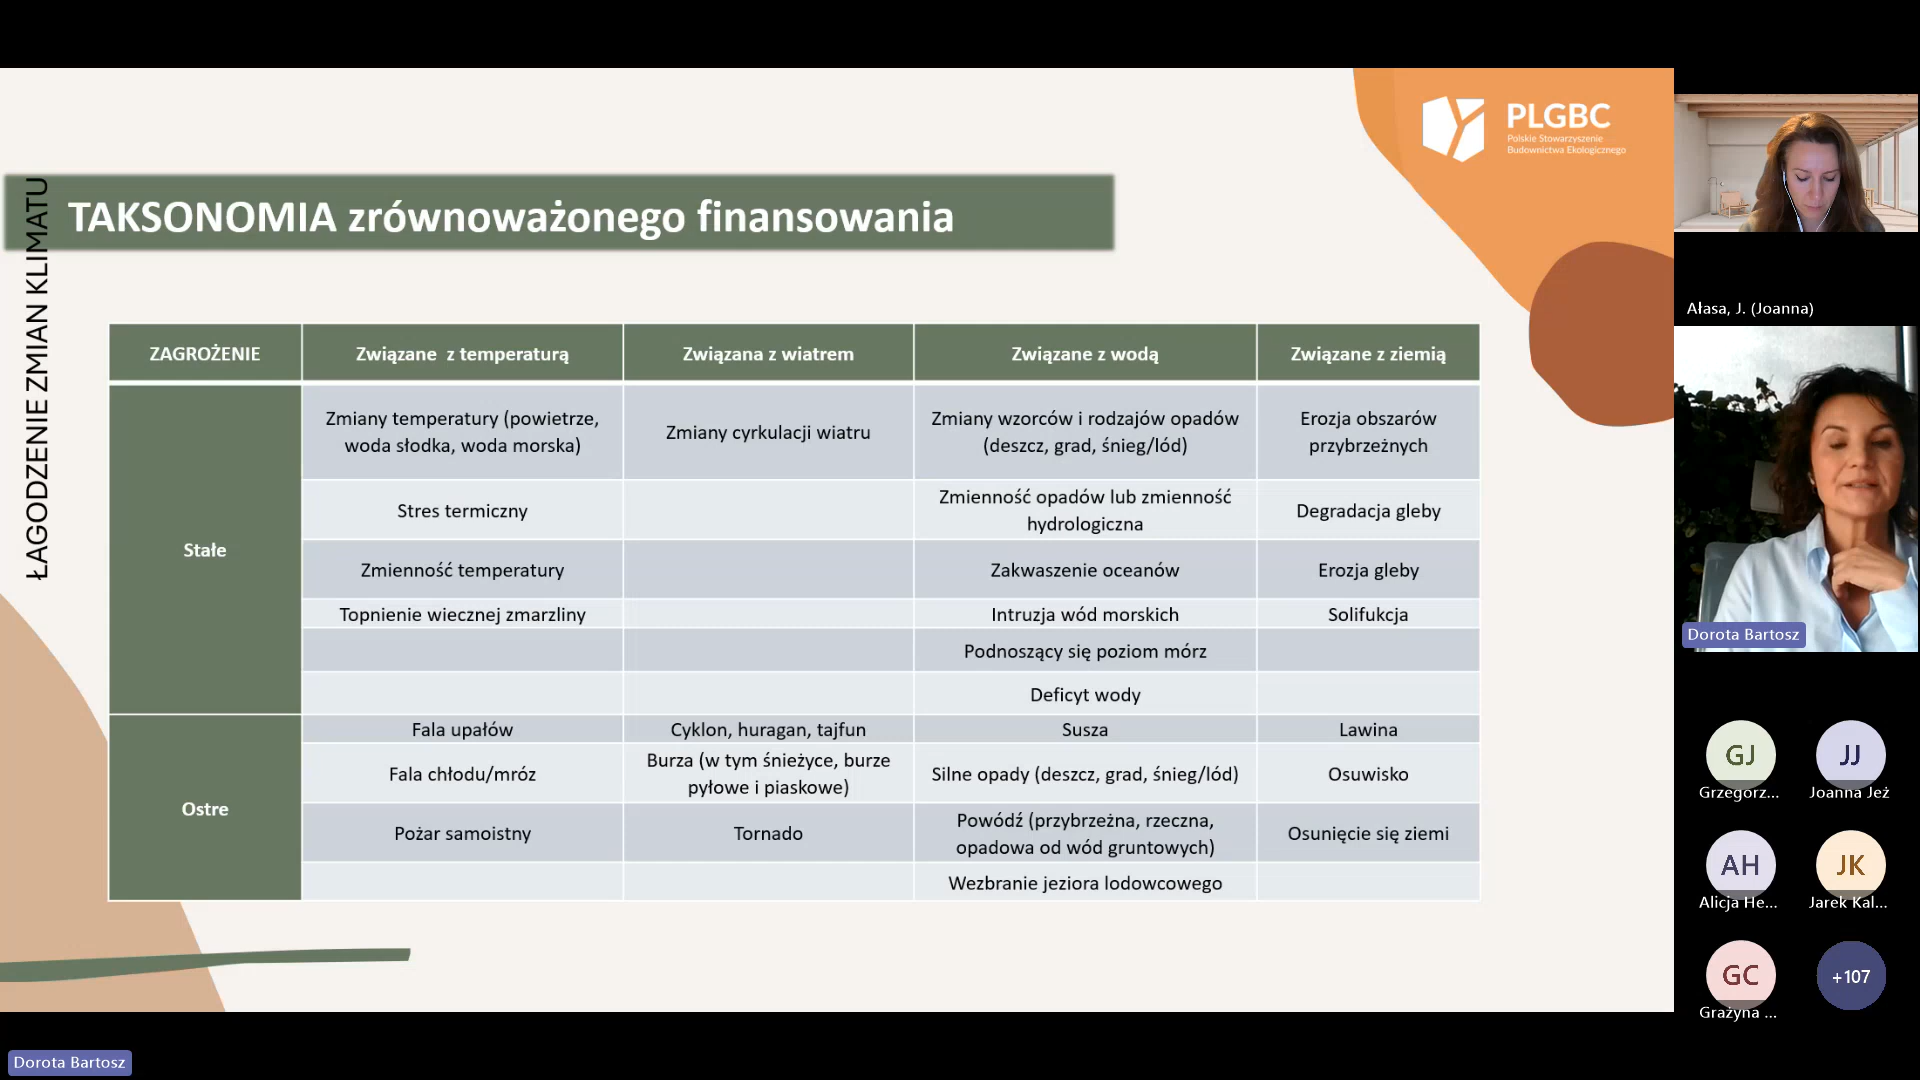 PLGBC
Polskie Stowarzyszenie
Budownictwa Ekologicznego
ŁAGODZENIE ZMIAN KLIMATU
TAKSONOMIA zrównoważonego finansowania
ZAGROŻENIE
Związane z temperaturą
Związana z wiatrem
Związane z wodą
Związane z ziemią
Stałe
Zmiany temperatury (powietrze,
woda słodka, woda morska)
Zmiany cyrkulacji wiatru
Zmiany wzorców i rodzajów opadów
(deszcz, grad, śnieg/lód)
Erozja obszarów
przybrzeżnych
Stres termiczny
Zmienność opadów lub zmienność
hydrologiczna
Degradacja gleby
Zmienność temperatury
Zakwaszenie oceanów
Erozja gleby
Topnienie wiecznej zmarzliny
Intruzja wód morskich
Solifukcja
Podnoszący się poziom mórz
Deficyt wody
Ostre
Fala upałów
Cyklon, huragan, tajfun
Susza
Lawina
Fala chłodu/mróz
Burza (w tym śnieżyce, burze
pyłowe i piaskowe)
Silne opady (deszcz, grad, śnieg/lód)
Osuwisko
Pożar samoistny
Tornado
Powódź (przybrzeżna, rzeczna,
opadowa od wód gruntowych)
Osunięcie się ziemi
Wezbranie jeziora lodowcowego
Ałasa, J. (Joanna)
Dorota Bartosz
GJ
Grzegorz...
JJ
Joanna Jeż
AH
Alicja He...
JK
Jarek Kal...
GC
Grażyna ...
+107
Dorota Bartosz